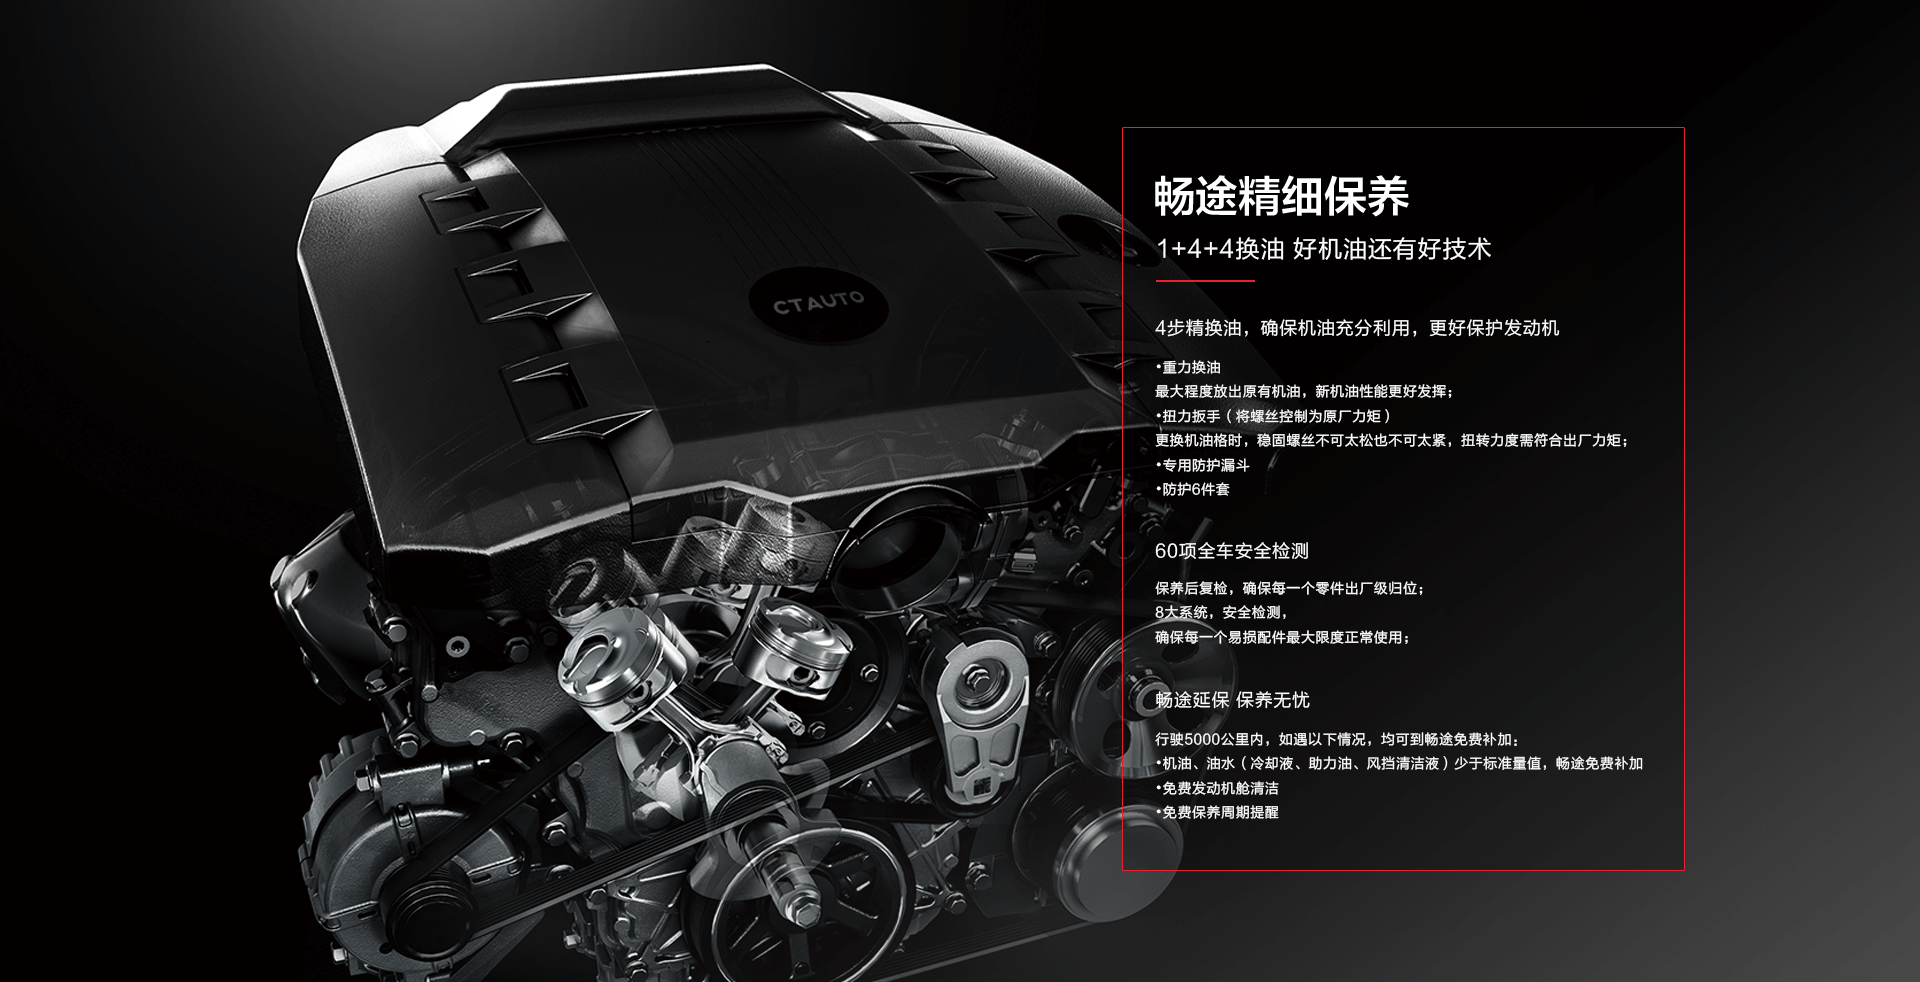 CTAUTO
畅途精细保养
1+4+4换油 好机油还有好技术
4步精换油，确保机油充分利用，更好保护发动机
•重力换油
最大程度放出原有机油，新机油性能更好发挥；
•扭力扳手（将螺丝控制为原厂力矩）
更换机油格时，稳固螺丝不可太松也不可太紧，扭转力度需符合出厂力矩；
•专用防护漏斗
•防护6件套
60项全车安全检测
保养后复检，确保每一个零件出厂级归位；
8大系统，安全检测，
确保每一个易损配件最大限度正常使用；
畅途延保 保养无忧
行驶5000公里内，如遇以下情况，均可到畅途免费补加：
•机油、油水（冷却液、助力油、风挡清洁液）少于标准量值，畅途免费补加
•免费发动机舱清洁
•免费保养周期提醒